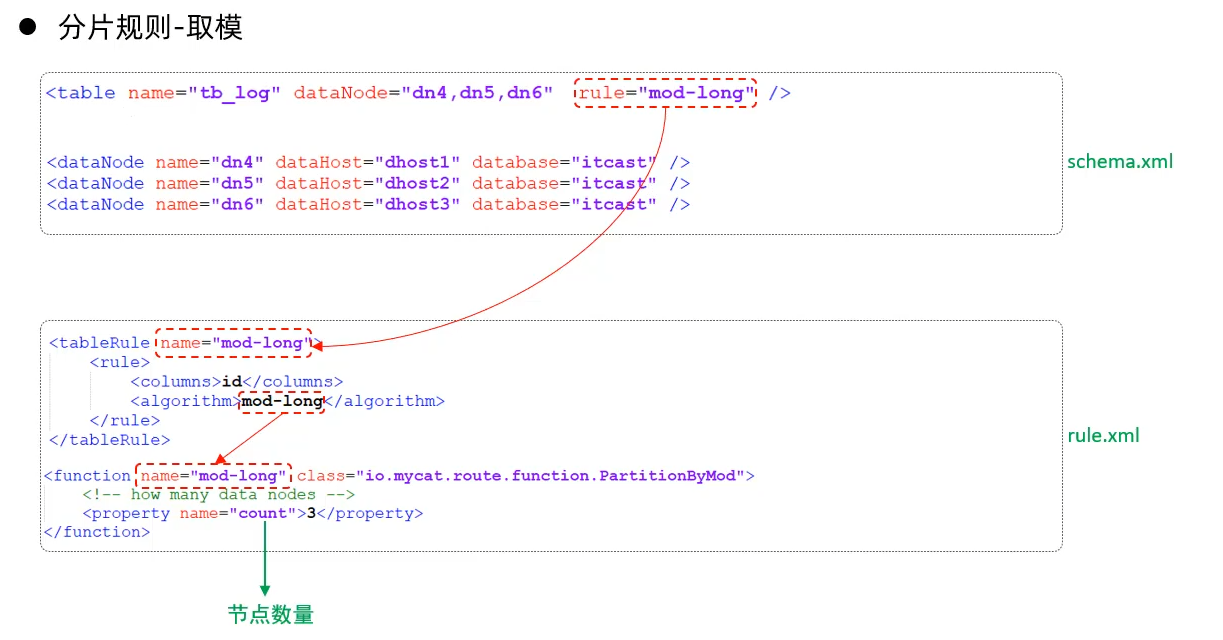 ● 分片规则-取模
<table name="tb_log" dataNode="dn4,dn5,dn6" rule="mod-long" />
<dataNode name="dn4" dataHost="dhost1" database="itcast" />
<dataNode name="dn5" dataHost="dhost2" database="itcast" />
<dataNode name="dn6" dataHost="dhost3" database="itcast" />
schema.xml
<tableRule name="mod-long">
<rule>
<columns>id</columns>
<algorithm>mod-long</algorithm>
</rule>
</tableRule>
rule.xml
<function name="mod-long" class="io.mycat.route.function.PartitionByMod">
<!-- how many data nodes -->
<property name="count">3</property>
</function>
节点数量